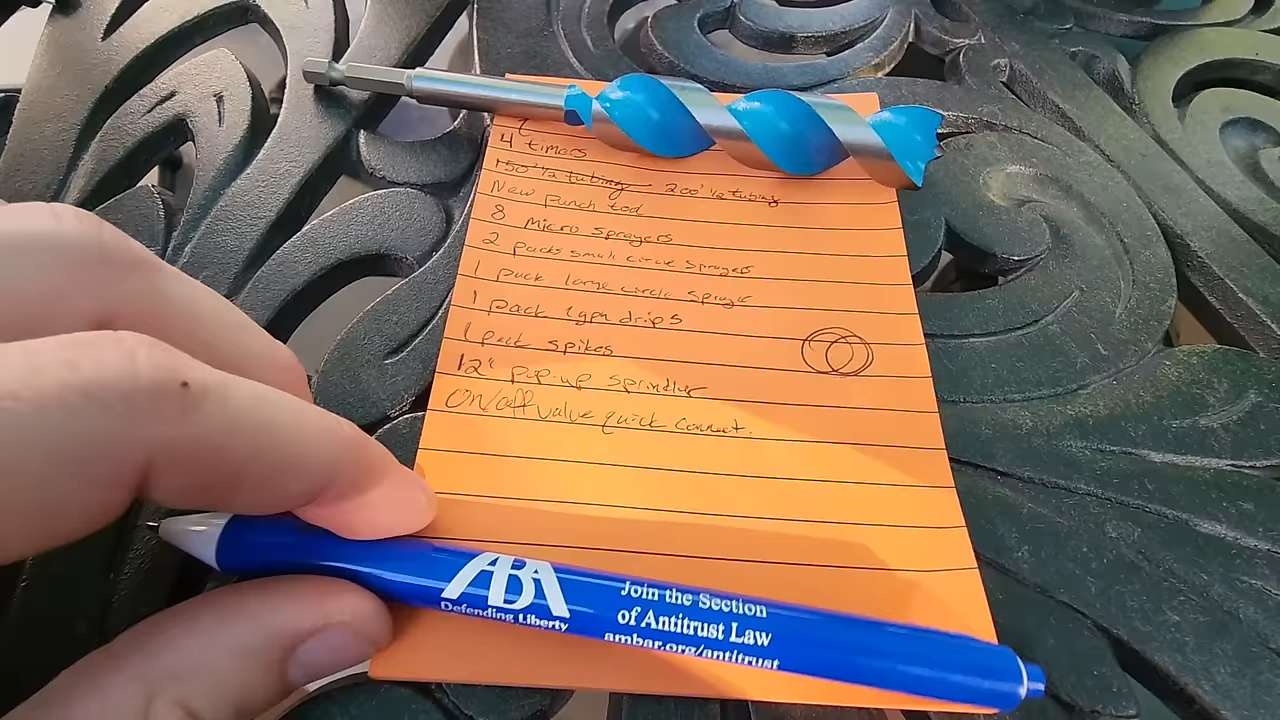 4 timers
150' 1/2 tubing 200' 1/2 tubing
New punch tool
8 Micro sprayers
2 packs small circle sprayers
1 pack large circle sprayer
1 pack 1gph drips
1 pack spikes
12" pop-up sprinkler
On/off valve quick connect.
ABA
Defending Liberty
Join the Section
of Antitrust Law
ambar.org/antitrust